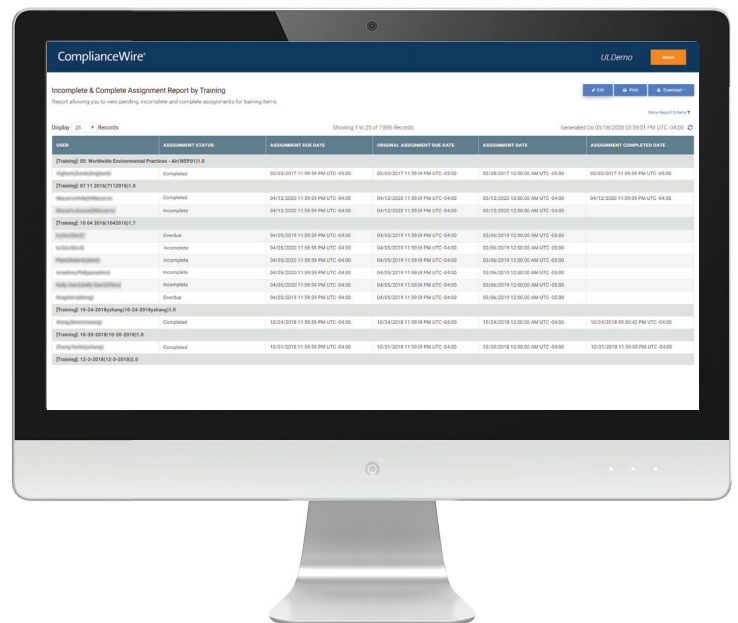 ComplianceWire®
ULDemo
Return
Incomplete & Complete Assignment Report by Training
Edit Print Download
Report allowing you to view pending, incomplete and complete assignments for training items.
Show Report Criteria
Display 25 Records Showing 1 to 25 of 7,896 Records Generated On 03/18/2020 03:59:01 PM UTC -04:00
USER ASSIGNMENT STATUS ASSIGNMENT DUE DATE ORIGINAL ASSIGNMENT DUE DATE ASSIGNMENT DATE ASSIGNMENT COMPLETED DATE
[Training]: 05: Worldwide Environmental Practices - Air(WEP01)1.0
Completed 03/03/2017 11:59:59 PM UTC -05:00 03/03/2017 11:59:59 PM UTC -05:00 02/28/2017 12:00:00 AM UTC -05:00 03/03/2017 11:59:59 PM UTC -05:00
[Training]: 07 11 2016(7112016)1.0
Completed 04/12/2020 11:59:59 PM UTC -04:00 04/12/2020 11:59:59 PM UTC -04:00 03/12/2020 12:00:00 AM UTC -04:00 04/12/2020 11:59:59 PM UTC -04:00
Incomplete 04/12/2020 11:59:59 PM UTC -04:00 04/12/2020 11:59:59 PM UTC -04:00 03/12/2020 12:00:00 AM UTC -04:00
[Training]: 10 04 2016(1042016)1.7
Overdue 04/05/2019 11:59:59 PM UTC -04:00 04/05/2019 11:59:59 PM UTC -04:00 03/06/2019 12:00:00 AM UTC -05:00
Incomplete 04/05/2020 11:59:59 PM UTC -04:00 04/05/2019 11:59:59 PM UTC -04:00 03/06/2019 12:00:00 AM UTC -05:00
Incomplete 04/05/2020 11:59:59 PM UTC -04:00 04/05/2019 11:59:59 PM UTC -04:00 03/06/2019 12:00:00 AM UTC -05:00
Incomplete 04/05/2020 11:59:59 PM UTC -04:00 04/05/2019 11:59:59 PM UTC -04:00 03/06/2019 12:00:00 AM UTC -05:00
Incomplete 04/05/2020 11:59:59 PM UTC -04:00 04/05/2019 11:59:59 PM UTC -04:00 03/06/2019 12:00:00 AM UTC -05:00
Overdue 04/05/2019 11:59:59 PM UTC -04:00 04/05/2019 11:59:59 PM UTC -04:00 03/06/2019 12:00:00 AM UTC -05:00
[Training]: 10-24-2018yzhang(10-24-2018yzhang)1.0
Completed 10/24/2018 11:59:59 PM UTC -04:00 10/24/2018 11:59:59 PM UTC -04:00 10/24/2018 12:00:00 AM UTC -04:00 10/24/2018 09:50:42 PM UTC -04:00
[Training]: 10-30-2018(10-30-2018)1.0
Completed 10/31/2018 11:59:59 PM UTC -04:00 10/31/2018 11:59:59 PM UTC -04:00 10/30/2018 12:00:00 AM UTC -04:00 10/31/2018 11:59:59 PM UTC -04:00
[Training]: 12-3-2018(12-3-2018)2.0